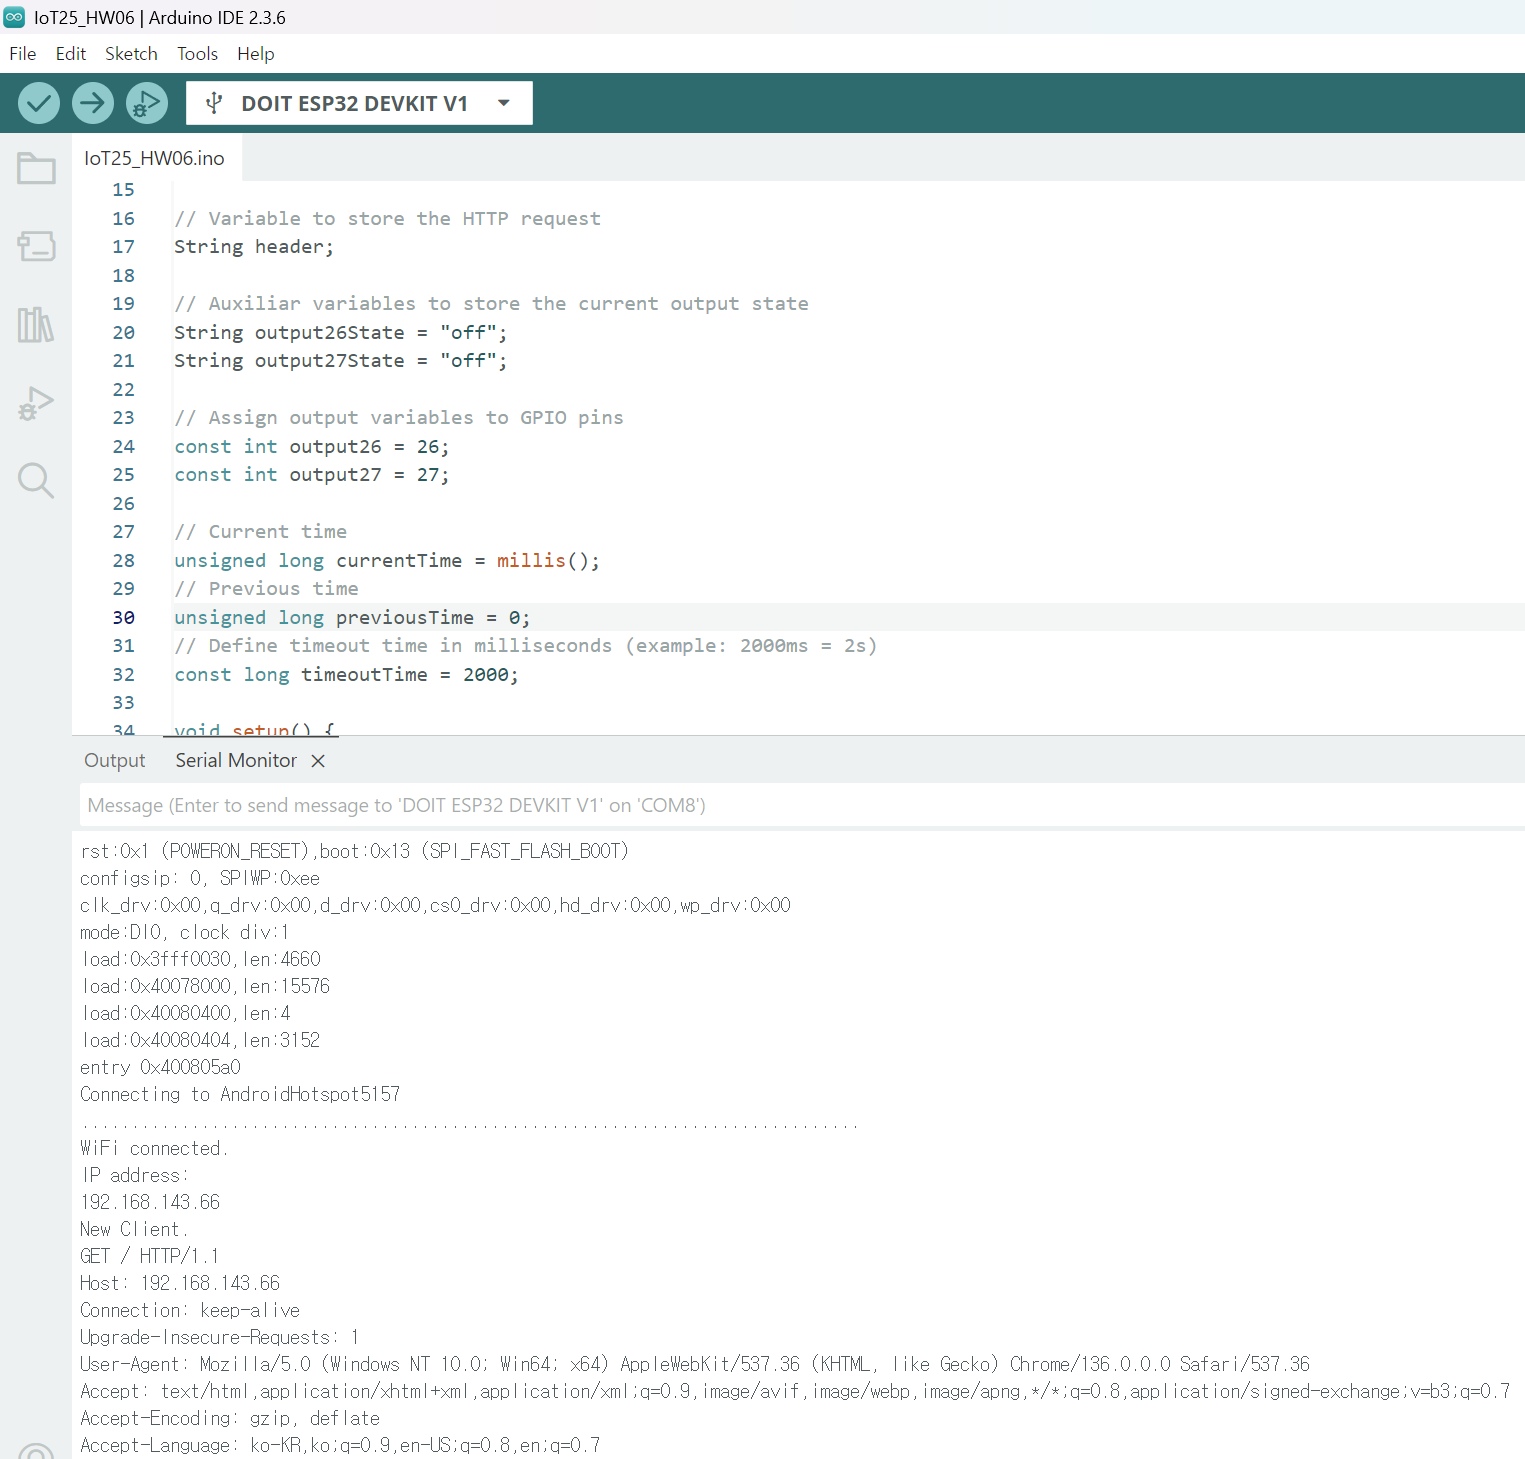 IoT25_HW06 | Arduino IDE 2.3.6
File Edit Sketch Tools Help
DOIT ESP32 DEVKIT V1
IoT25_HW06.ino
15
16 // Variable to store the HTTP request
17 String header;
18
19 // Auxiliar variables to store the current output state
20 String output26State = "off";
21 String output27State = "off";
22
23 // Assign output variables to GPIO pins
24 const int output26 = 26;
25 const int output27 = 27;
26
27 // Current time
28 unsigned long currentTime = millis();
29 // Previous time
30 unsigned long previousTime = 0;
31 // Define timeout time in milliseconds (example: 2000ms = 2s)
32 const long timeoutTime = 2000;
33
34 void setup() {
Output Serial Monitor
Message (Enter to send message to 'DOIT ESP32 DEVKIT V1' on 'COM8')
rst:0x1 (POWERON_RESET),boot:0x13 (SPI_FAST_FLASH_BOOT)
configsip: 0, SPIWP:0xee
clk_drv:0x00,q_drv:0x00,d_drv:0x00,cs0_drv:0x00,hd_drv:0x00,wp_drv:0x00
mode:DIO, clock div:1
load:0x3fff0030,len:4660
load:0x40078000,len:15576
load:0x40080400,len:4
load:0x40080404,len:3152
entry 0x400805a0
Connecting to AndroidHotspot5157
..............................................................................
WiFi connected.
IP address:
192.168.143.66
New Client.
GET / HTTP/1.1
Host: 192.168.143.66
Connection: keep-alive
Upgrade-Insecure-Requests: 1
User-Agent: Mozilla/5.0 (Windows NT 10.0; Win64; x64) AppleWebKit/537.36 (KHTML, like Gecko) Chrome/136.0.0.0 Safari/537.36
Accept: text/html,application/xhtml+xml,application/xml;q=0.9,image/avif,image/webp,image/apng,*/*;q=0.8,application/signed-exchange;v=b3;q=0.7
Accept-Encoding: gzip, deflate
Accept-Language: ko-KR,ko;q=0.9,en-US;q=0.8,en;q=0.7